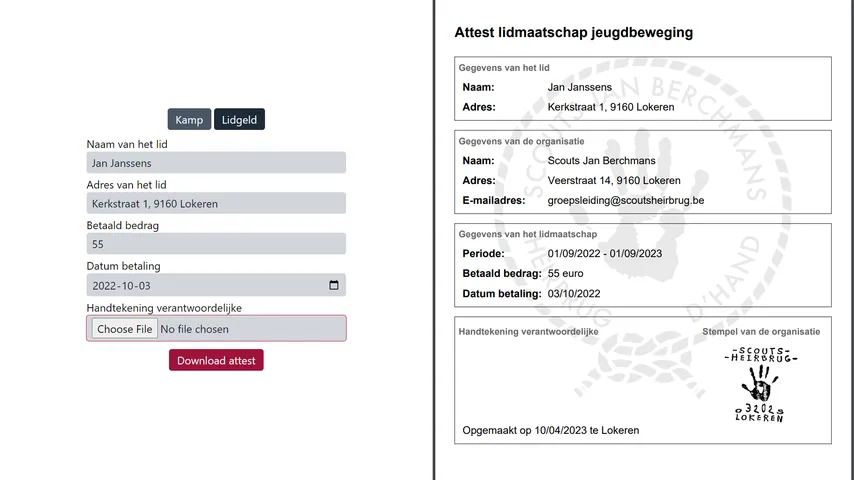 Kamp Lidgeld
Naam van het lid
Jan Janssens
Adres van het lid
Kerkstraat 1, 9160 Lokeren
Betaald bedrag
55
Datum betaling
2022-10-03
Handtekening verantwoordelijke
Choose File No file chosen
Download attest
Attest lidmaatschap jeugdbeweging
Gegevens van het lid
Naam: Jan Janssens
Adres: Kerkstraat 1, 9160 Lokeren
Gegevens van de organisatie
Naam: Scouts Jan Berchmans
Adres: Veerstraat 14, 9160 Lokeren
E-mailadres: groepsleiding@scoutsheirbrug.be
Gegevens van het lidmaatschap
Periode: 01/09/2022 - 01/09/2023
Betaald bedrag: 55 euro
Datum betaling: 03/10/2022
Handtekening verantwoordelijke Stempel van de organisatie
-SCOUTS-
-HEIRBRUG-
03202s
LOKEREN
Opgemaakt op 10/04/2023 te Lokeren
SCOUTS JAN BERCHMANS
HEIRBRUG
D'HAND